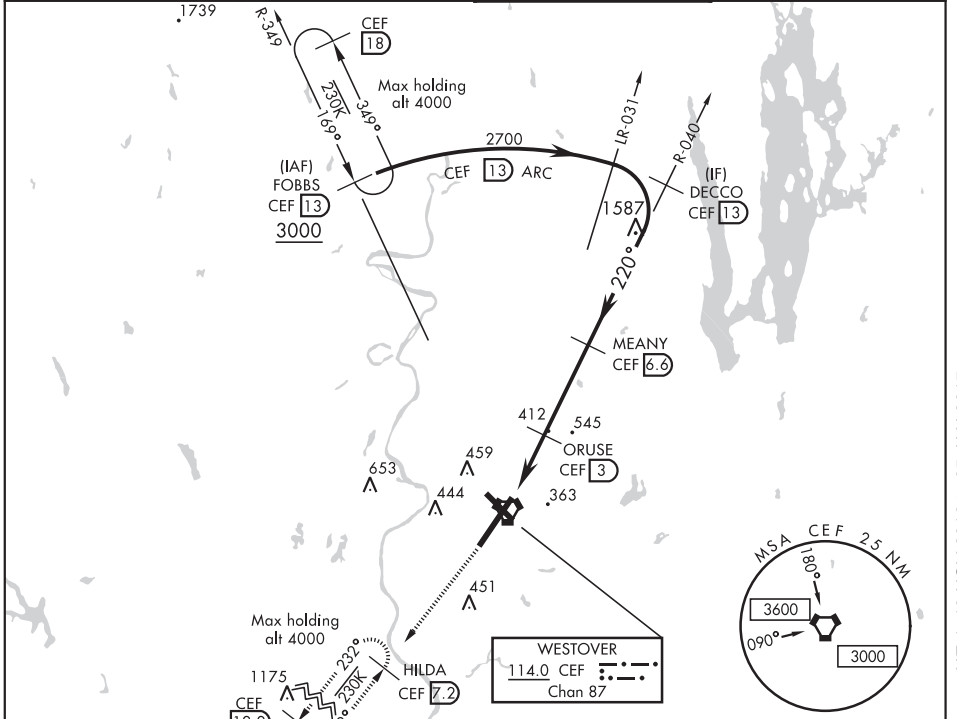 1739
R-349
CEF
18
Max holding
alt 4000
230K
349°
169°
LR-031
R-040
2700
CEF 13 ARC
(IAF)
FOBBS
CEF 13
3000
(IF)
DECCO
CEF 13
1587
220°
MEANY
CEF 6.6
412
545
ORUSE
CEF 3
459
653
444
363
451
MSA CEF 25 NM
180°
3600
090°
3000
Max holding
alt 4000
232°
230K
1175
HILDA
CEF 7.2
CEF
WESTOVER
114.0 CEF
Chan 87